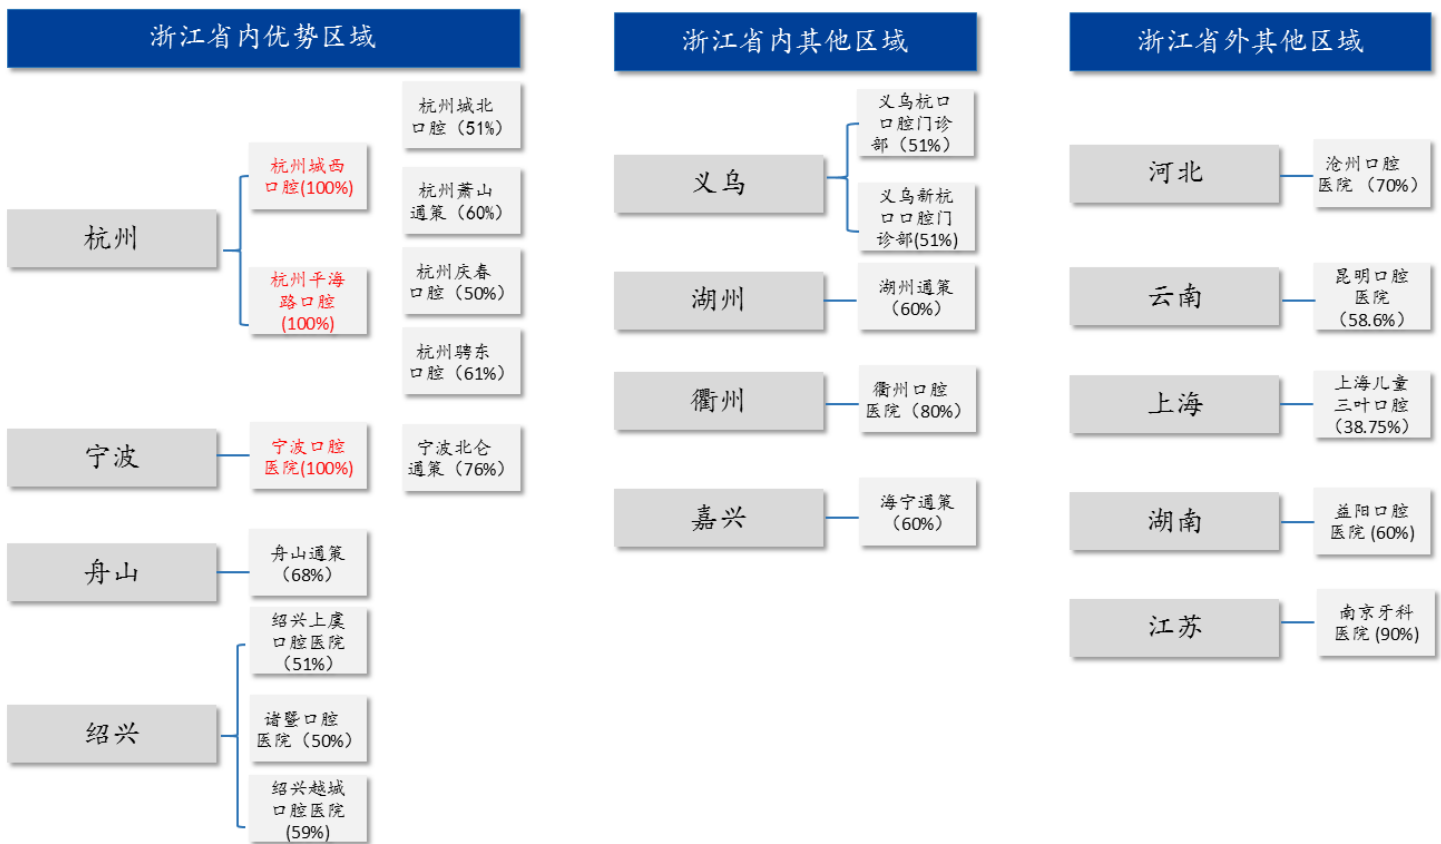 浙江省内优势区域
杭州
杭州城西
口腔(100%)
杭州平海
路口腔
(100%)
杭州城北
口腔（51%）
杭州萧山
通策（60%）
杭州庆春
口腔（50%）
杭州骋东
口腔（61%）
宁波
宁波口腔
医院(100%)
宁波北仑
通策（76%）
舟山
舟山通策
（68%）
绍兴
绍兴上虞
口腔医院
（51%）
诸暨口腔
医院（50%）
绍兴越城
口腔医院
(59%)
浙江省内其他区域
义乌
义乌杭口
口腔门诊
部（51%）
义乌新杭
口口腔门
诊部(51%)
湖州
湖州通策
（60%）
衢州
衢州口腔
医院（80%）
嘉兴
海宁通策
（60%）
浙江省外其他区域
河北
沧州口腔
医院（70%）
云南
昆明口腔
医院
（58.6%）
上海
上海儿童
三叶口腔
（38.75%）
湖南
益阳口腔
医院(60%)
江苏
南京牙科
医院(90%)